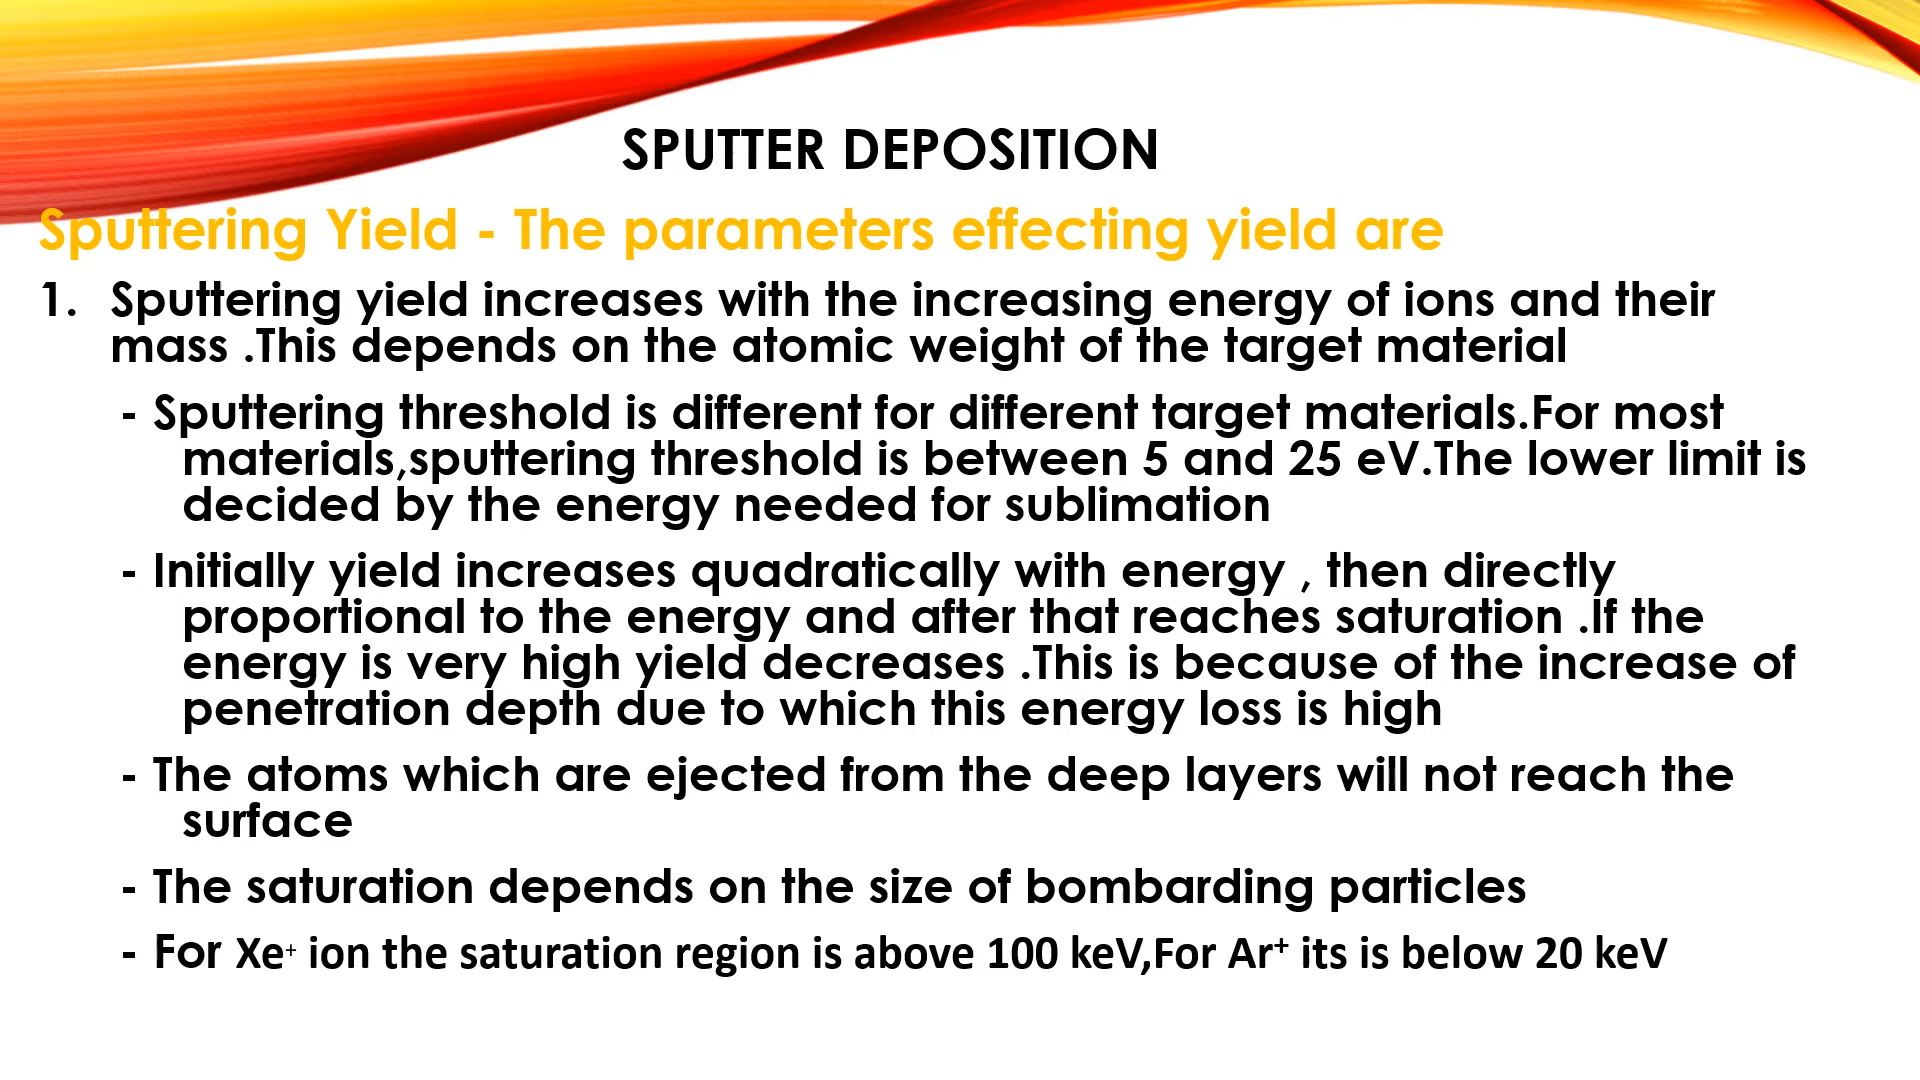 SPUTTER DEPOSITION
Sputtering Yield - The parameters effecting yield are
1. Sputtering yield increases with the increasing energy of ions and their
mass .This depends on the atomic weight of the target material
- Sputtering threshold is different for different target materials.For most
materials,sputtering threshold is between 5 and 25 eV.The lower limit is
decided by the energy needed for sublimation
- Initially yield increases quadratically with energy , then directly
proportional to the energy and after that reaches saturation .If the
energy is very high yield decreases .This is because of the increase of
penetration depth due to which this energy loss is high
- The atoms which are ejected from the deep layers will not reach the
surface
- The saturation depends on the size of bombarding particles
- For Xe⁺ ion the saturation region is above 100 keV,For Ar⁺ its is below 20 keV